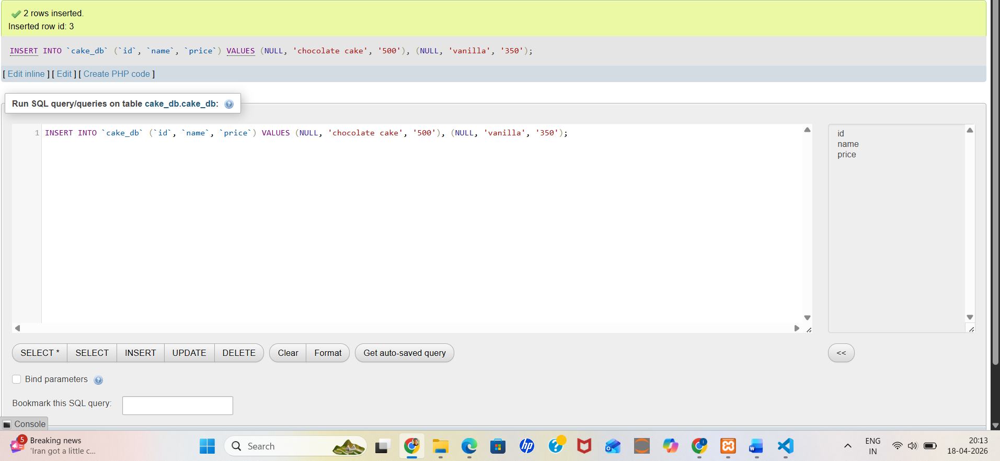 2 rows inserted.
Inserted row id: 3
INSERT INTO `cake_db` (`id`, `name`, `price`) VALUES (NULL, 'chocolate cake', '500'), (NULL, 'vanilla', '350');
[ Edit inline ] [ Edit ] [ Create PHP code ]
Run SQL query/queries on table cake_db.cake_db:
1 INSERT INTO `cake_db` (`id`, `name`, `price`) VALUES (NULL, 'chocolate cake', '500'), (NULL, 'vanilla', '350');
id
name
price
SELECT * SELECT INSERT UPDATE DELETE Clear Format Get auto-saved query <<
Bind parameters
Bookmark this SQL query:
Console
5
Breaking news
'Iran got a little c...
Search
hp
W
ENG
IN
20:13
18-04-2026